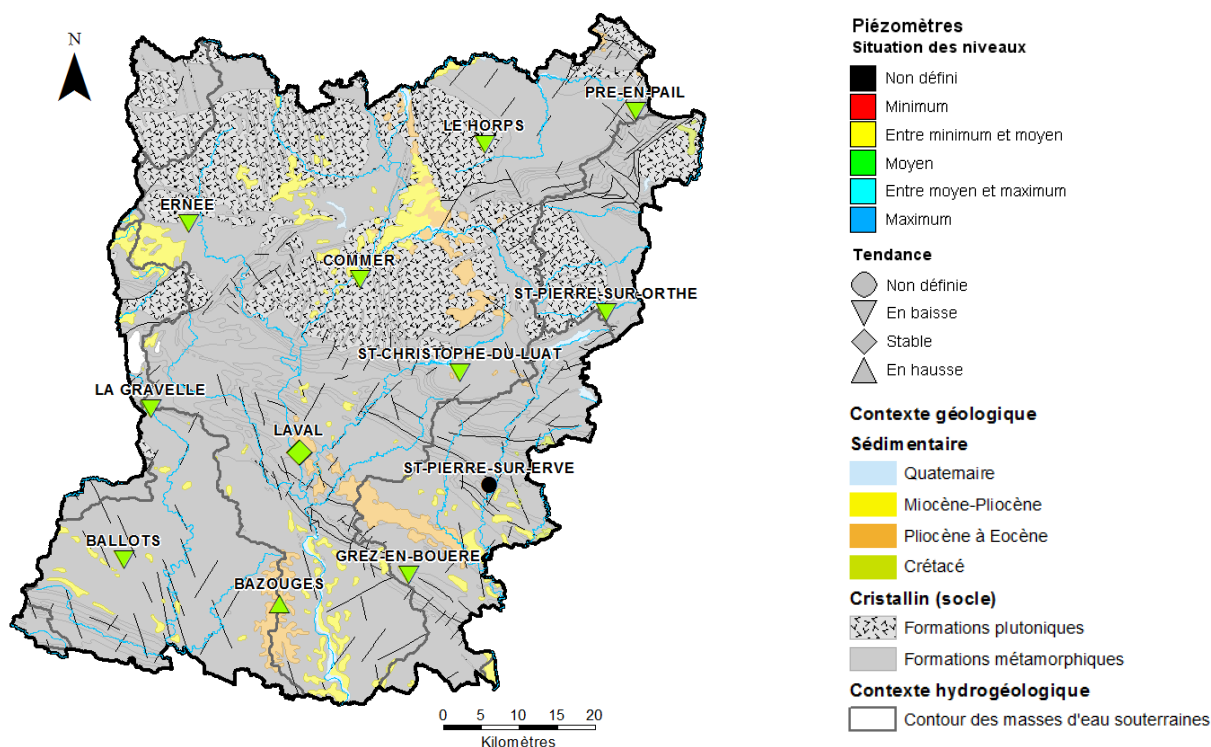 N
PRE-EN-PAIL
LE HORPS
ERNEE
COMMER
ST-PIERRE-SUR-ORTHE
ST-CHRISTOPHE-DU-LUAT
LA GRAVELLE
LAVAL
ST-PIERRE-SUR-ERVE
BALLOTS
GREZ-EN-BOUERE
BAZOUGES
0 5 10 15 20
Kilomètres
Piézomètres
Situation des niveaux
Non défini
Minimum
Entre minimum et moyen
Moyen
Entre moyen et maximum
Maximum
Tendance
Non définie
En baisse
Stable
En hausse
Contexte géologique
Sédimentaire
Quaternaire
Miocène-Pliocène
Pliocène à Eocène
Crétacé
Cristallin (socle)
Formations plutoniques
Formations métamorphiques
Contexte hydrogéologique
Contour des masses d'eau souterraines